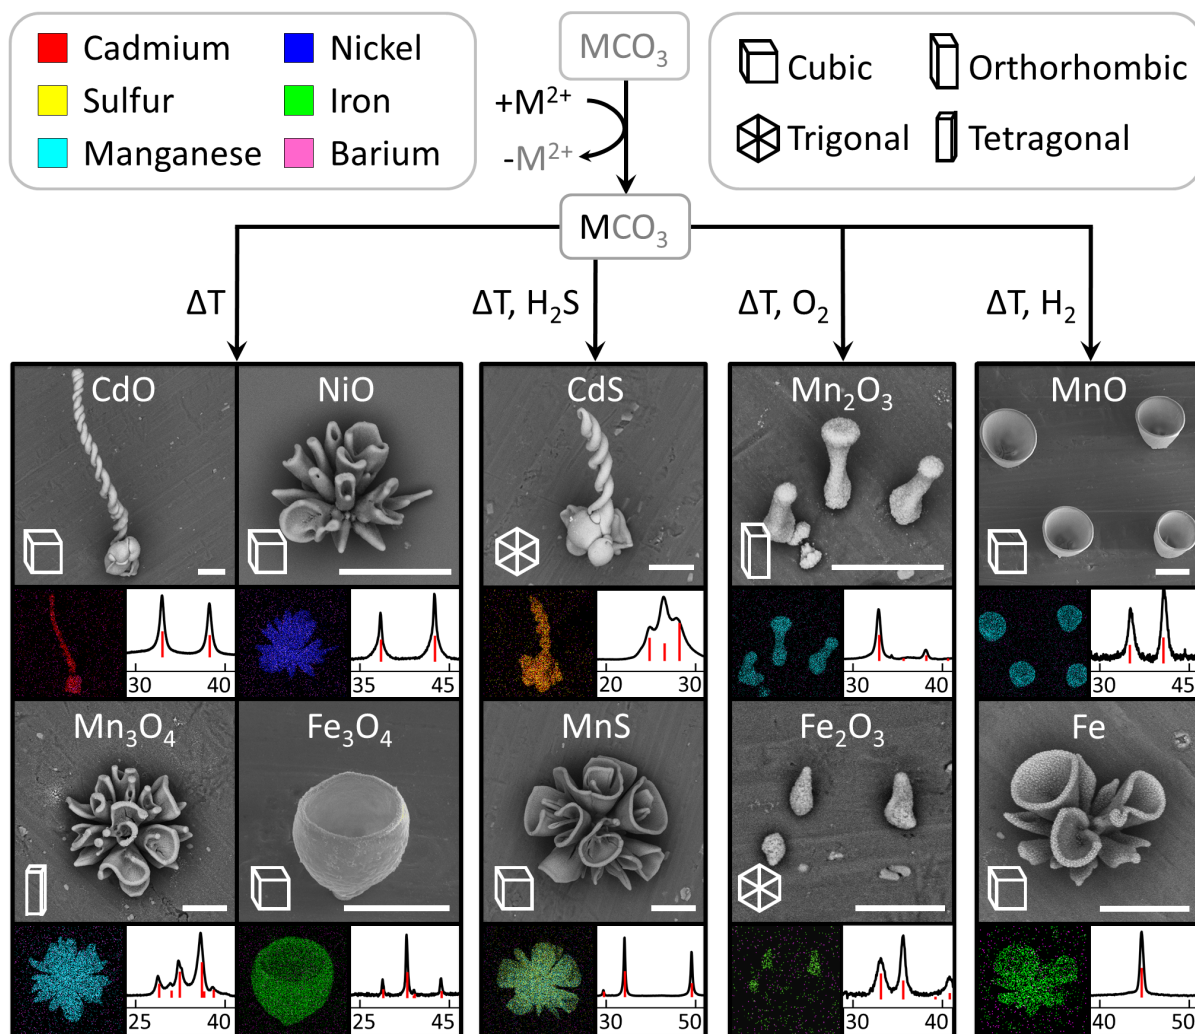 Cadmium
Sulfur
Manganese
Nickel
Iron
Barium
MCO₃
+M²⁺
-M²⁺
MCO₃
Cubic
Orthorhombic
Trigonal
Tetragonal
ΔT
ΔT, H₂S
ΔT, O₂
ΔT, H₂
CdO
NiO
CdS
Mn₂O₃
MnO
30 40
35 45
20 30
30 40
30 45
Mn₃O₄
Fe₃O₄
MnS
Fe₂O₃
Fe
25 40
30 45
30 50
30 40
40 50